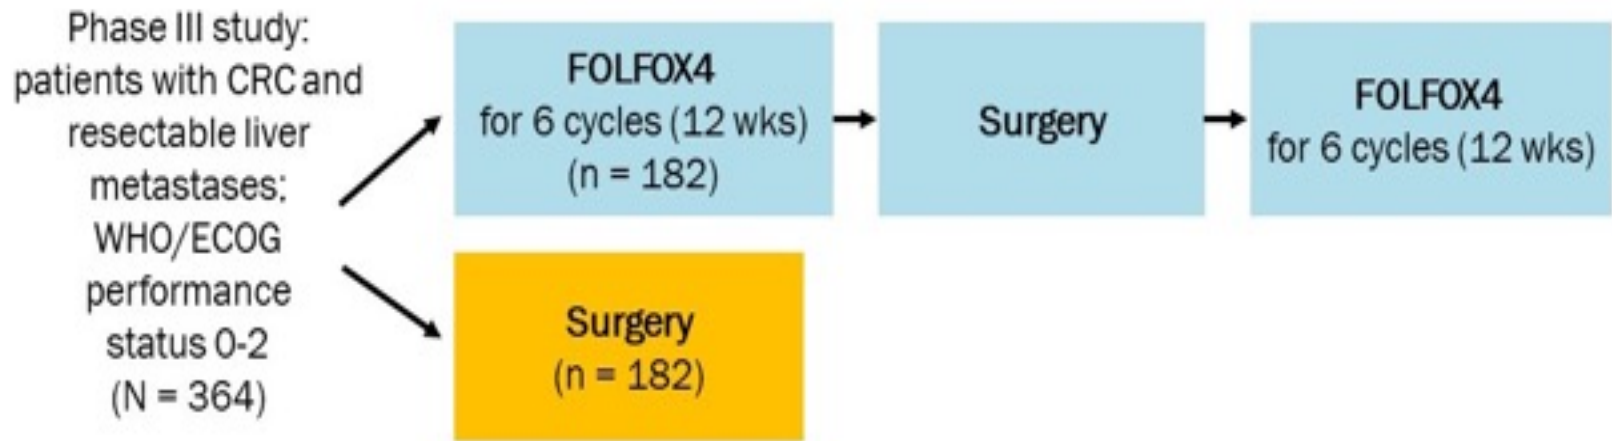 Phase III study:
patients with CRC and
resectable liver
metastases;
WHO/ECOG
performance
status 0-2
(N = 364)
FOLFOX4
for 6 cycles (12 wks)
(n = 182)
Surgery
FOLFOX4
for 6 cycles (12 wks)
Surgery
(n = 182)